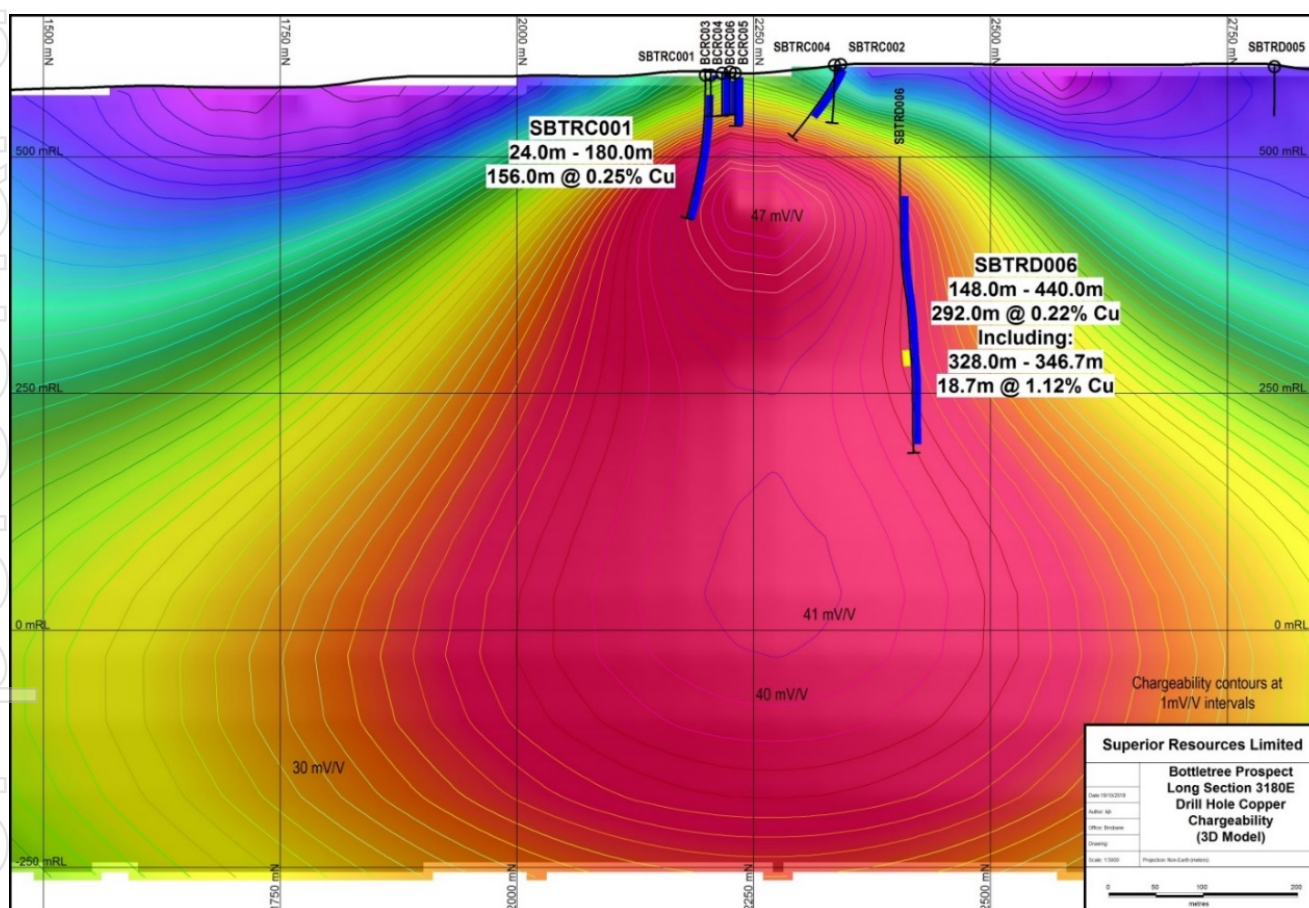 1500 mN
1750 mN
2000 mN
2250 mN
2500 mN
2750
SBTRC001
BCRC03
BCRC04
BCRC06
BCRC05
SBTRC004
SBTRC002
SBTRD005
SBTRD006
SBTRC001
24.0m - 180.0m
156.0m @ 0.25% Cu
500 mRL
500 mRL
47 mV/V
SBTRD006
148.0m - 440.0m
292.0m @ 0.22% Cu
Including:
328.0m - 346.7m
18.7m @ 1.12% Cu
250 mRL
250 mRL
0 mRL
0 mRL
41 mV/V
40 mV/V
30 mV/V
Chargeability contours at
1mV/V intervals
-250 mRL
1750 mN
2000 mN
2250 mN
2500 mN
Superior Resources Limited
Bottletree Prospect
Long Section 3180E
Drill Hole Copper
Chargeability
(3D Model)
Office: Brisbane
Drawing:
0 50 100 200
metres